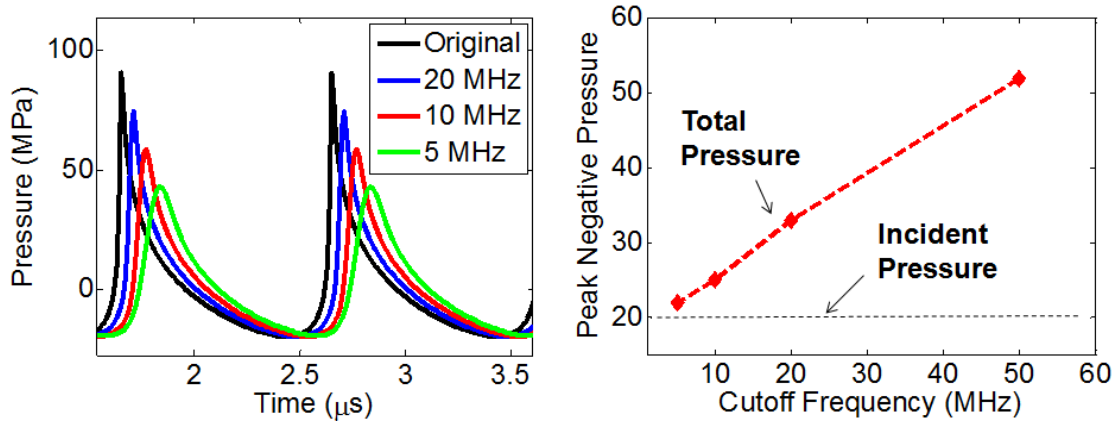 Pressure (MPa)
100
50
0
2
2.5
3
3.5
Time (μs)
Original
20 MHz
10 MHz
5 MHz
Peak Negative Pressure
60
50
40
30
20
10
10
20
30
40
50
60
Cutoff Frequency (MHz)
Total
Pressure
Incident
Pressure